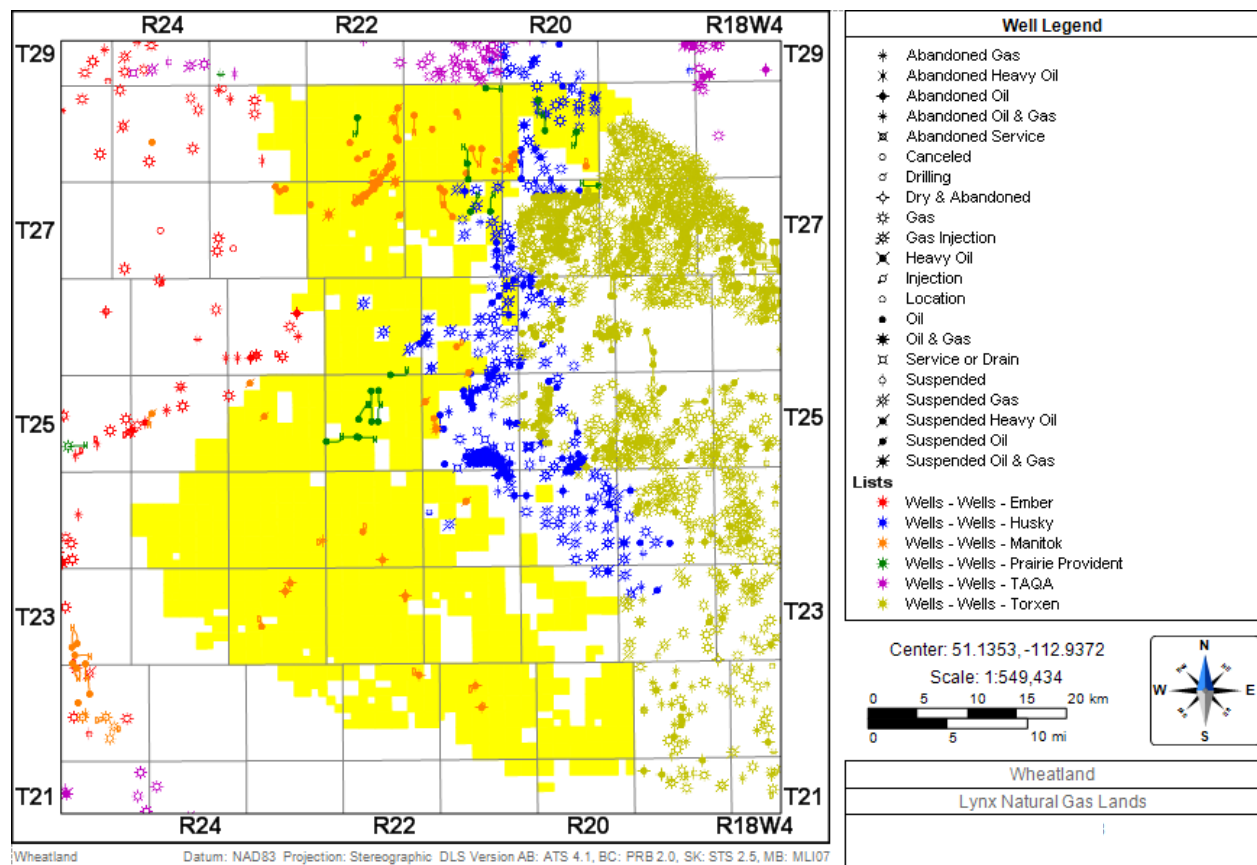 R24 R22 R20 R18W4
T29 T29
T27 T27
T25 T25
T23 T23
T21 T21
R24 R22 R20 R18W4
Wheatland Datum: NAD83 Projection: Stereographic DLS Version AB: ATS 4.1, BC: PRB 2.0, SK: STS 2.5, MB: MLI07
Well Legend
Abandoned Gas
Abandoned Heavy Oil
Abandoned Oil
Abandoned Oil & Gas
Abandoned Service
Canceled
Drilling
Dry & Abandoned
Gas
Gas Injection
Heavy Oil
Injection
Location
Oil
Oil & Gas
Service or Drain
Suspended
Suspended Gas
Suspended Heavy Oil
Suspended Oil
Suspended Oil & Gas
Lists
Wells - Wells - Ember
Wells - Wells - Husky
Wells - Wells - Manitok
Wells - Wells - Prairie Provident
Wells - Wells - TAQA
Wells - Wells - Torxen
Center: 51.1353, -112.9372
Scale: 1:549,434
0 5 10 15 20 km
0 5 10 mi
N
W E
S
Wheatland
Lynx Natural Gas Lands